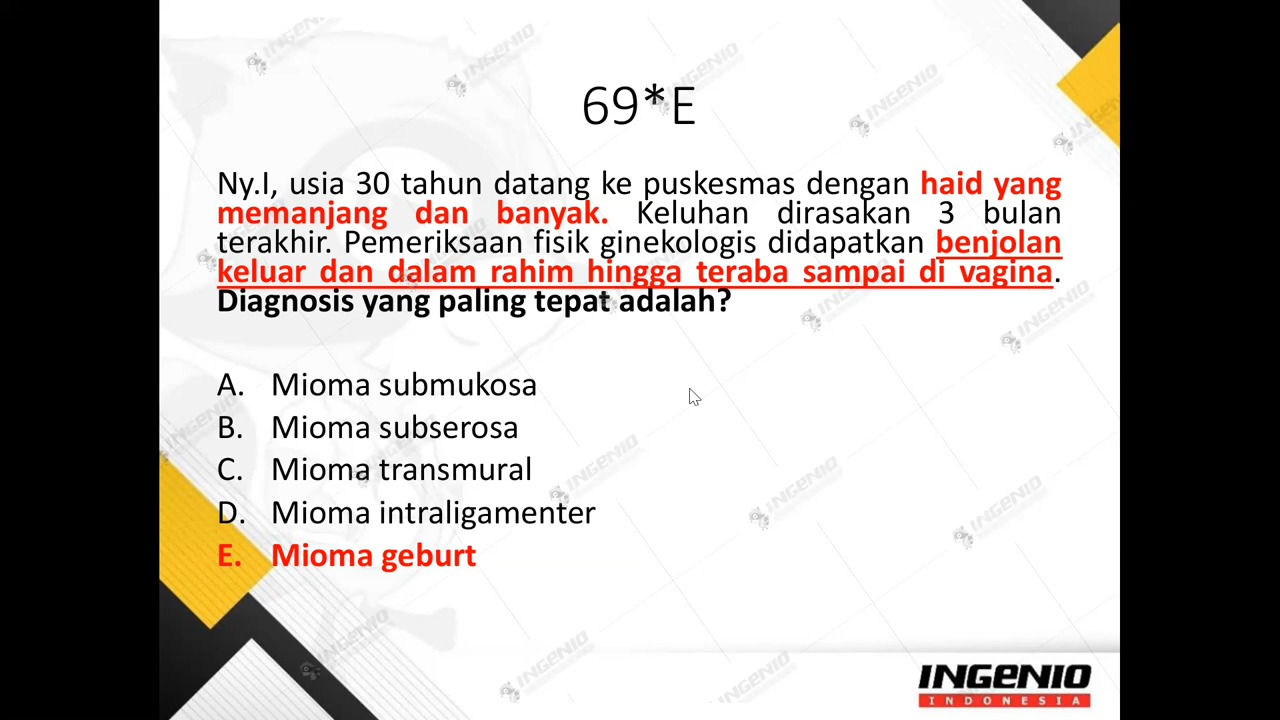 69*E
Ny.I, usia 30 tahun datang ke puskesmas dengan haid yang
memanjang dan banyak. Keluhan dirasakan 3 bulan
terakhir. Pemeriksaan fisik ginekologis didapatkan benjolan
keluar dan dalam rahim hingga teraba sampai di vagina.
Diagnosis yang paling tepat adalah?
A. Mioma submukosa
B. Mioma subserosa
C. Mioma transmural
D. Mioma intraligamenter
E. Mioma geburt
INGENIO
INDONESIA